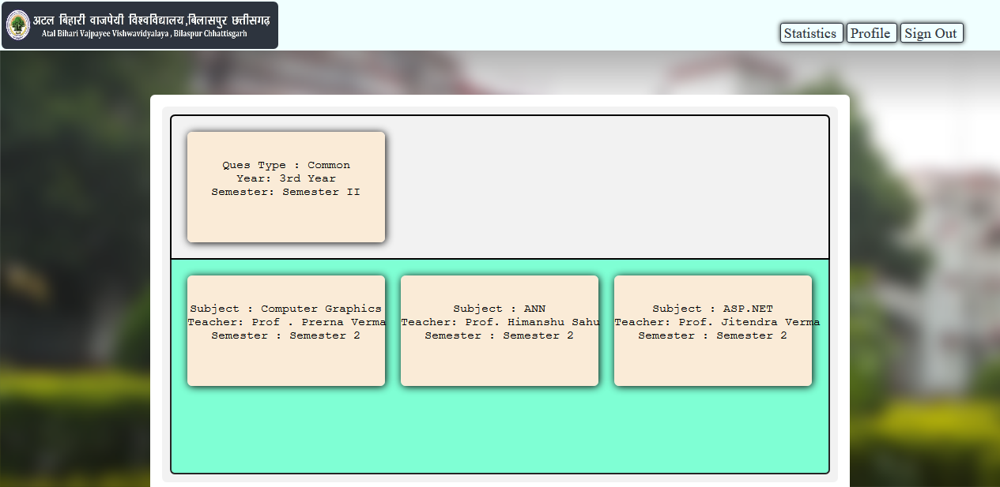 अटल बिहारी वाजपेयी विश्वविद्यालय,बिलासपुर छत्तीसगढ़
Atal Bihari Vajpayee Vishwavidyalaya , Bilaspur Chhattisgarh
Statistics Profile Sign Out
Ques Type : Common
Year: 3rd Year
Semester: Semester II
Subject : Computer Graphics
Teacher: Prof . Prerna Verma
Semester : Semester 2
Subject : ANN
Teacher: Prof. Himanshu Sahu
Semester : Semester 2
Subject : ASP.NET
Teacher: Prof. Jitendra Verma
Semester : Semester 2